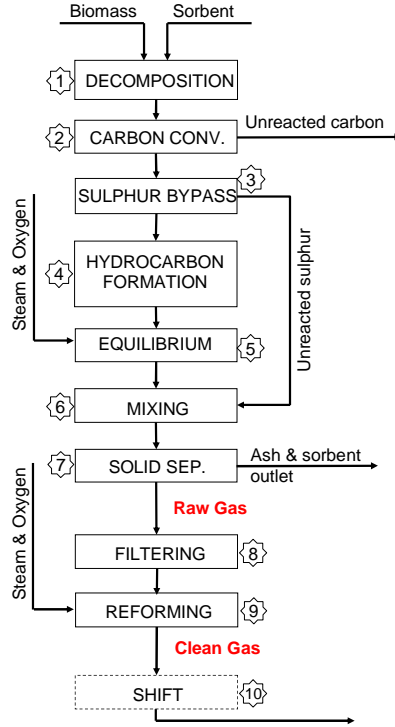 Biomass Sorbent
1 DECOMPOSITION
Unreacted carbon
2 CARBON CONV.
3
SULPHUR BYPASS
Steam & Oxygen
4 HYDROCARBON
FORMATION
Unreacted sulphur
EQUILIBRIUM 5
6 MIXING
Ash & sorbent
outlet
7 SOLID SEP.
Raw Gas
Steam & Oxygen
FILTERING 8
REFORMING 9
Clean Gas
SHIFT 10